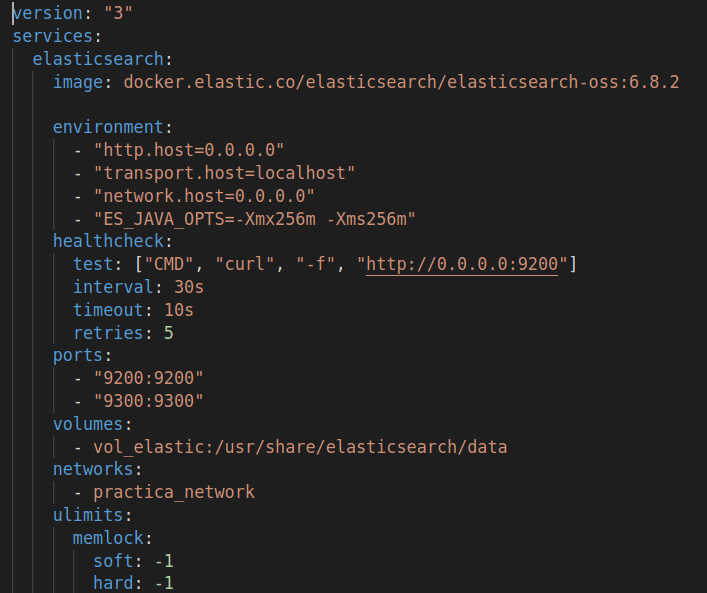 version: "3"
services:
  elasticsearch:
    image: docker.elastic.co/elasticsearch/elasticsearch-oss:6.8.2

    environment:
      - "http.host=0.0.0.0"
      - "transport.host=localhost"
      - "network.host=0.0.0.0"
      - "ES_JAVA_OPTS=-Xmx256m -Xms256m"
    healthcheck:
      test: ["CMD", "curl", "-f", "http://0.0.0.0:9200"]
      interval: 30s
      timeout: 10s
      retries: 5
    ports:
      - "9200:9200"
      - "9300:9300"
    volumes:
      - vol_elastic:/usr/share/elasticsearch/data
    networks:
      - practica_network
    ulimits:
      memlock:
        soft: -1
        hard: -1